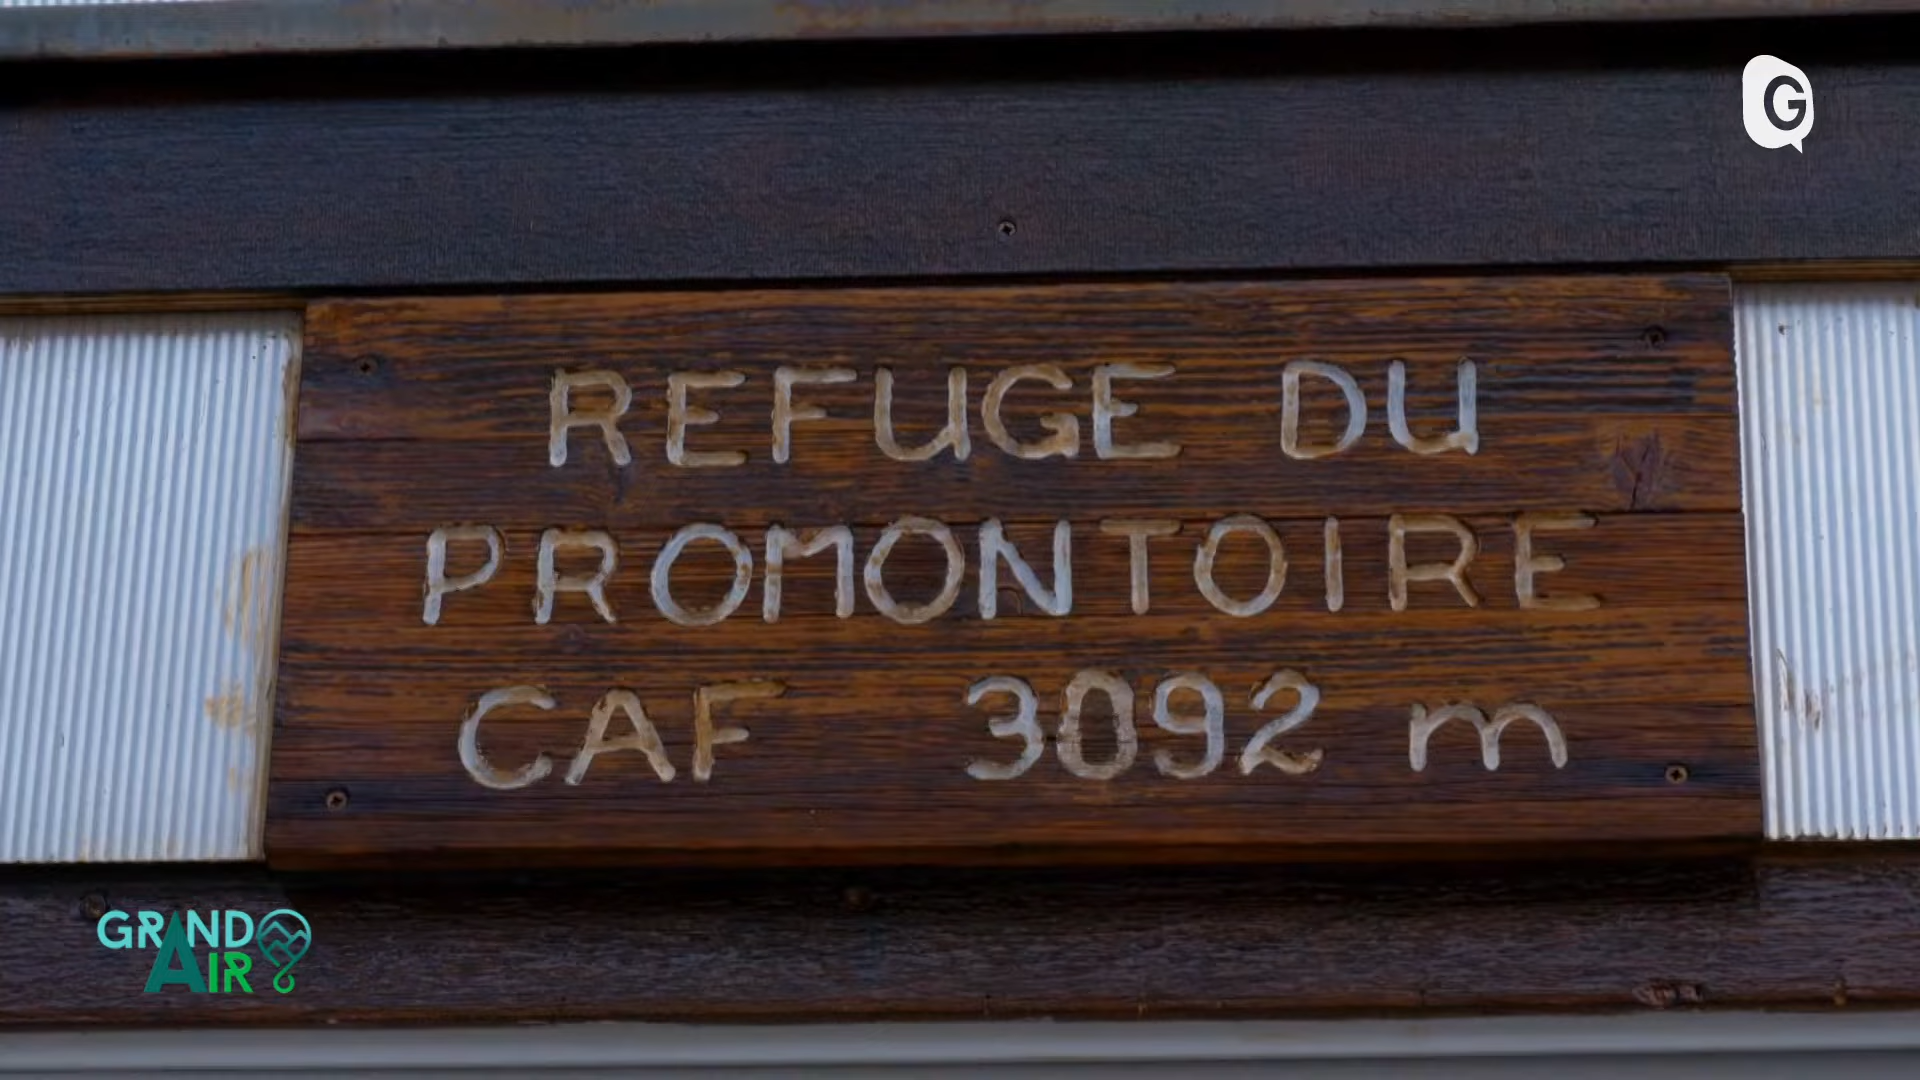 G
REFUGE DU
PROMONTOIRE
CAF 3092 m
GRAND
AIR